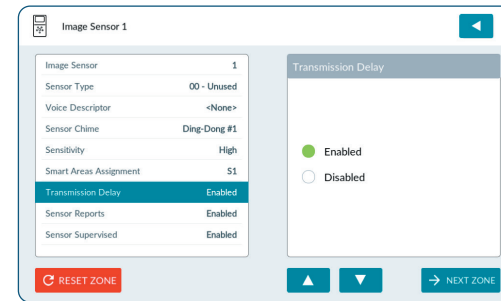 Image Sensor 1
Image Sensor 1
Sensor Type 00 - Unused
Voice Descriptor <None>
Sensor Chime Ding-Dong #1
Sensitivity High
Smart Areas Assignment S1
Transmission Delay Enabled
Sensor Reports Enabled
Sensor Supervised Enabled
Transmission Delay
Enabled
Disabled
RESET ZONE
NEXT ZONE